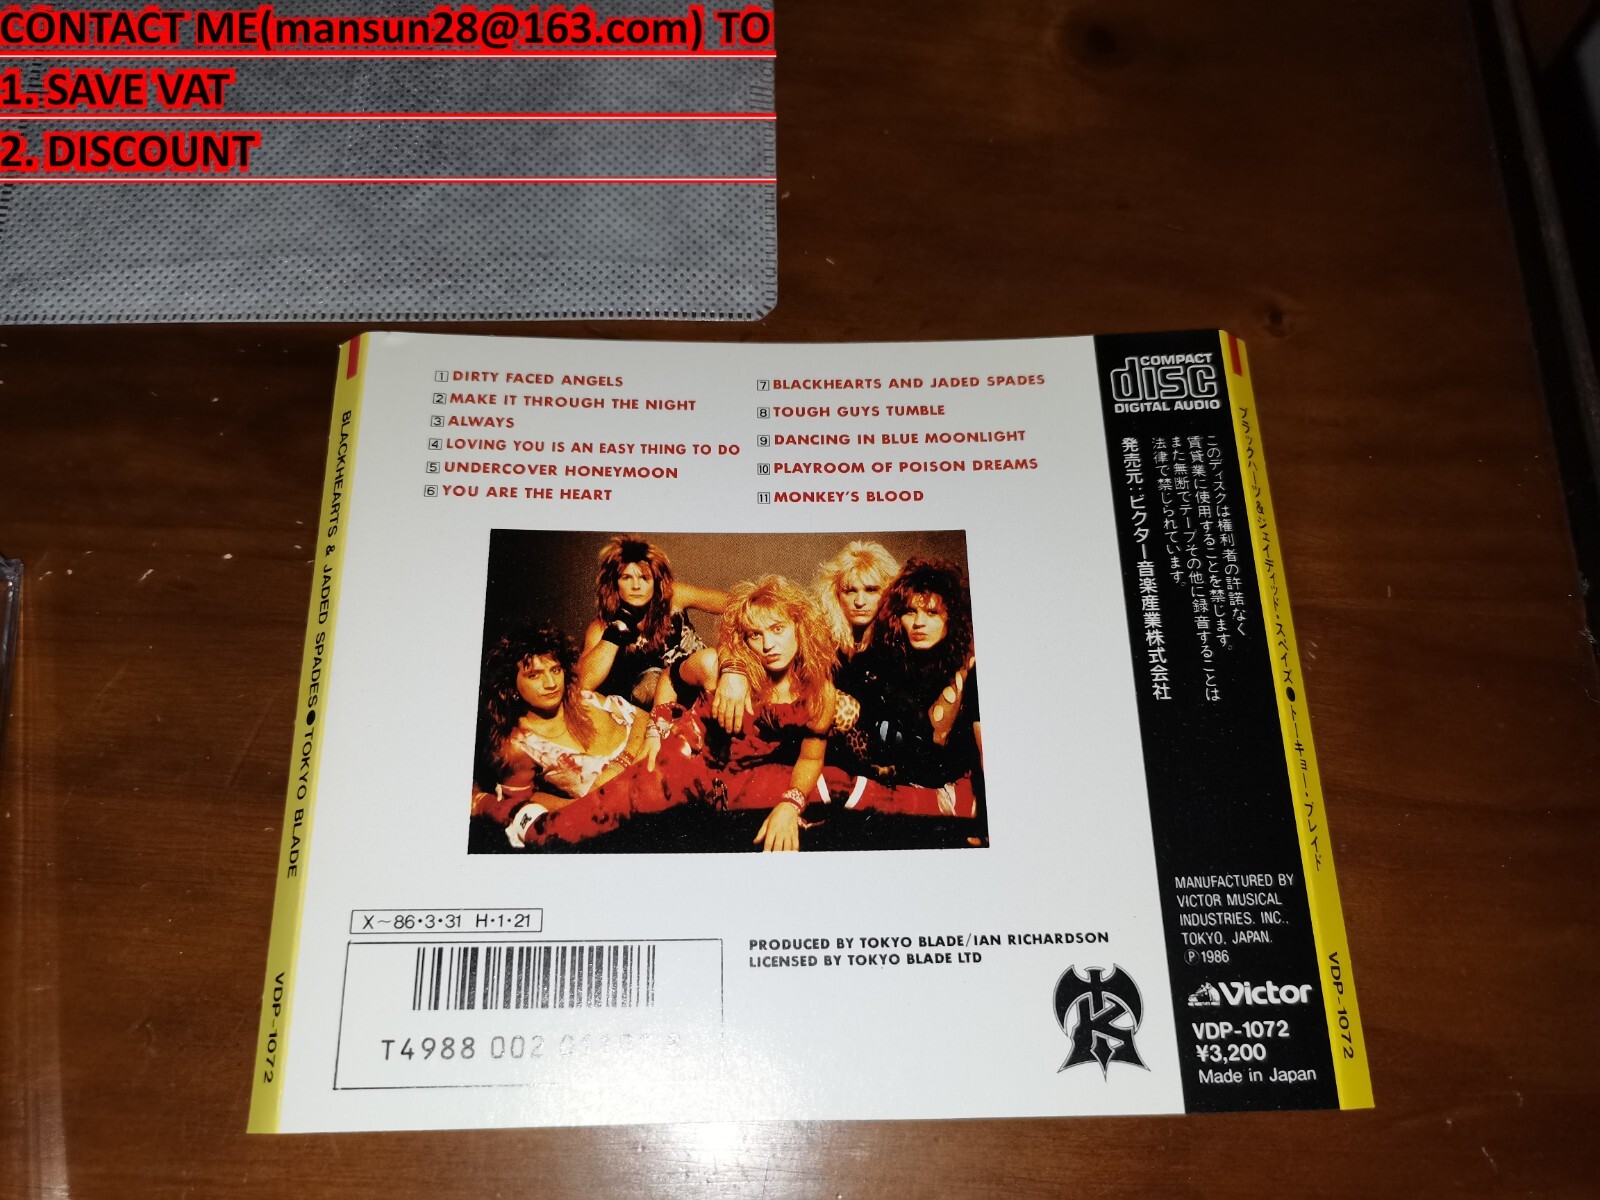 CONTACT ME(mansun28@163.com) TO
1. SAVE VAT
2. DISCOUNT
BLACKHEARTS & JADED SPADES●TOKYO BLADE
VDP-1072
1 DIRTY FACED ANGELS
2 MAKE IT THROUGH THE NIGHT
3 ALWAYS
4 LOVING YOU IS AN EASY THING TO DO
5 UNDERCOVER HONEYMOON
6 YOU ARE THE HEART
7 BLACKHEARTS AND JADED SPADES
8 TOUGH GUYS TUMBLE
9 DANCING IN BLUE MOONLIGHT
10 PLAYROOM OF POISON DREAMS
11 MONKEY'S BLOOD
X~86・3・31 H・1・21
T4988 002
PRODUCED BY TOKYO BLADE/IAN RICHARDSON
LICENSED BY TOKYO BLADE LTD
COMPACT
disc
DIGITAL AUDIO
このディスクは権利者の許諾なく
賃貸業に使用することを禁じます。
また無断でテープその他に録音することは
法律で禁じられています。
発売元:ビクター音楽産業株式会社
MANUFACTURED BY
VICTOR MUSICAL
INDUSTRIES, INC.,
TOKYO, JAPAN.
Ⓟ1986
Victor
VDP-1072
¥3,200
Made in Japan
ブラックハーツ&ジェイディッド・スペイズ●トーキョー・ブレイド
VDP-1072